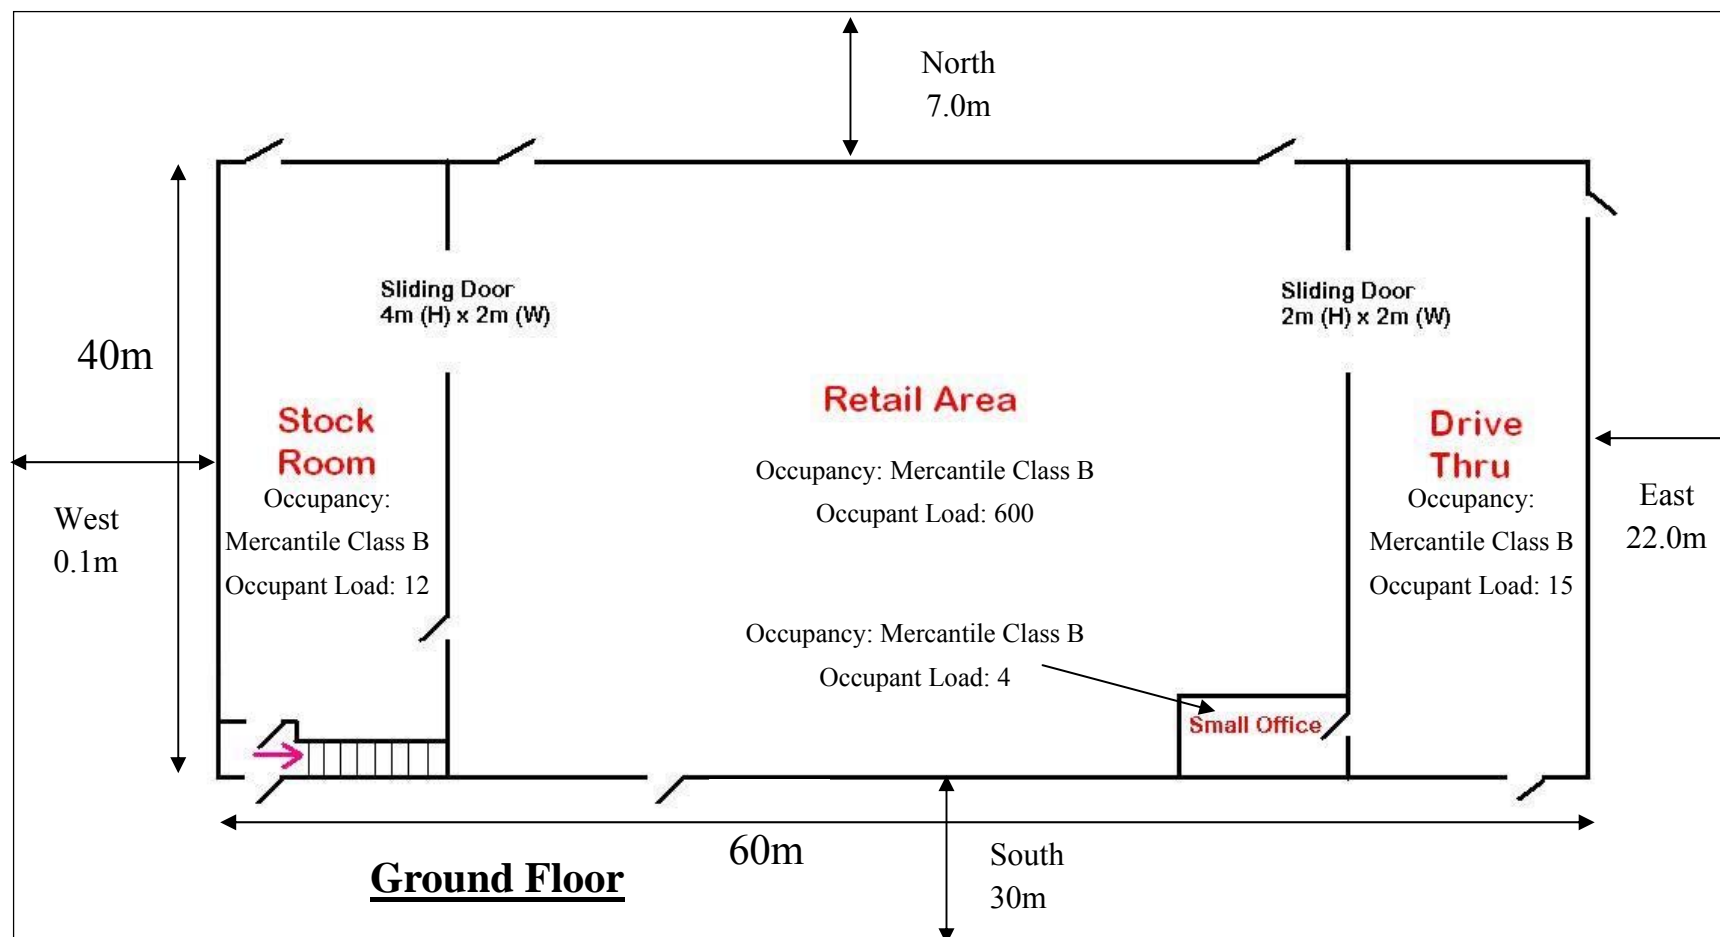 North
7.0m
Sliding Door
4m (H) x 2m (W)
Sliding Door
2m (H) x 2m (W)
40m
Retail Area
Stock
Room
Drive
Thru
Occupancy: Mercantile Class B
Occupant Load: 600
Occupancy:
Mercantile Class B
Occupant Load: 12
Occupancy:
Mercantile Class B
Occupant Load: 15
West
0.1m
East
22.0m
Occupancy: Mercantile Class B
Occupant Load: 4
Small Office
60m
South
30m
Ground Floor